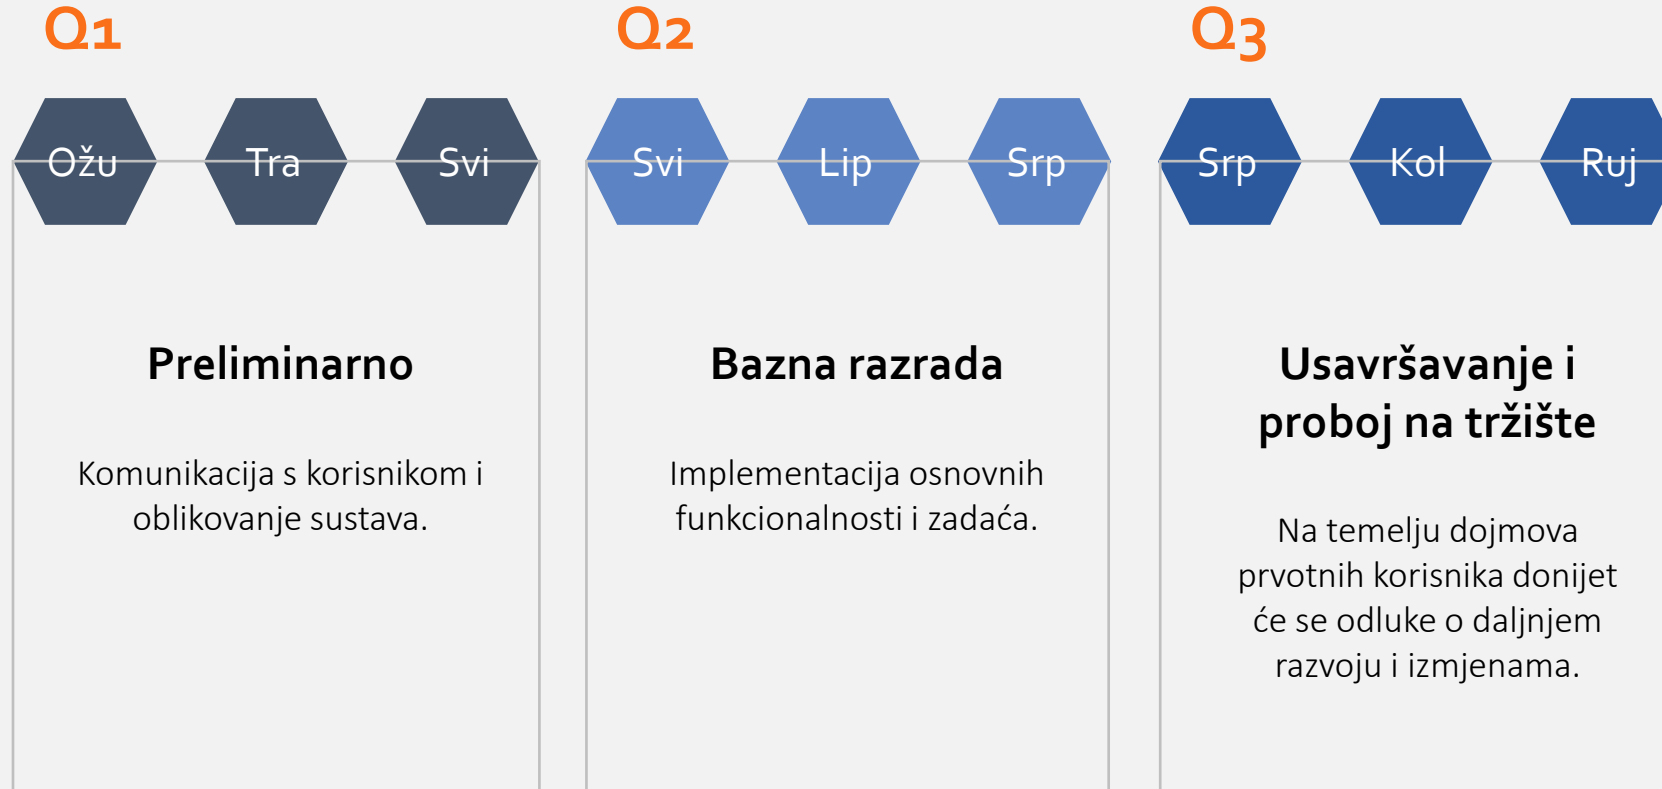 Q1
Ožu
Tra
Svi
Preliminarno
Komunikacija s korisnikom i
oblikovanje sustava.
Q2
Svi
Lip
Srp
Bazna razrada
Implementacija osnovnih
funkcionalnosti i zadaća.
Q3
Srp
Kol
Ruj
Usavršavanje i
proboj na tržište
Na temelju dojmova
prvotnih korisnika donijet
će se odluke o daljnjem
razvoju i izmjenama.